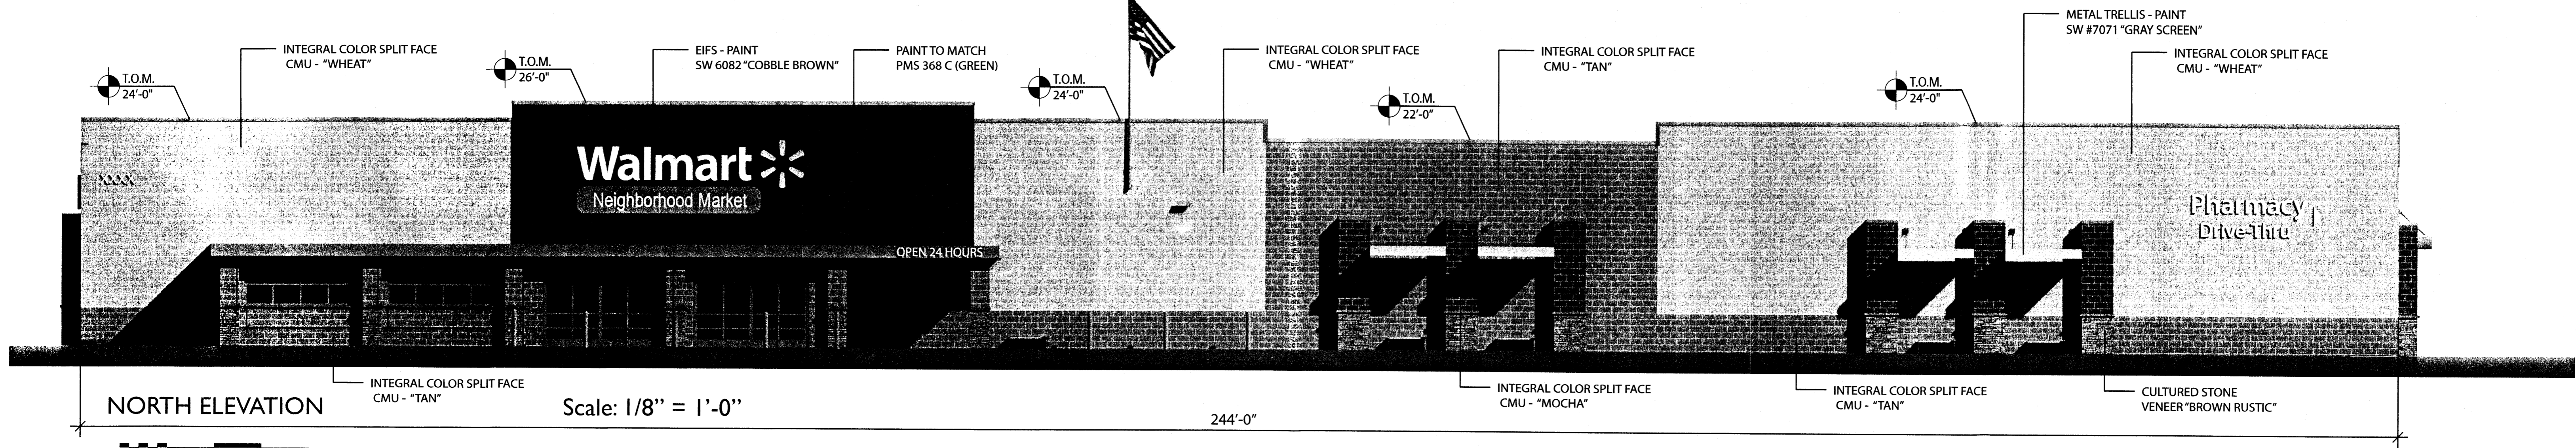 METAL TRELLIS - PAINT
SW #7071 “GRAY SCREEN”
INTEGRAL COLOR SPLIT FACE
CMU - “WHEAT”
EIFS - PAINT
SW 6082 “COBBLE BROWN”
PAINT TO MATCH
PMS 368 C (GREEN)
INTEGRAL COLOR SPLIT FACE
CMU - “WHEAT”
INTEGRAL COLOR SPLIT FACE
CMU - “TAN”
INTEGRAL COLOR SPLIT FACE
CMU - “WHEAT”
T.O.M.
24'-0"
T.O.M.
26'-0"
T.O.M.
24'-0"
T.O.M.
22'-0"
T.O.M.
24'-0"
XXXX
Walmart
Neighborhood Market
OPEN 24 HOURS
Pharmacy
Drive-Thru
INTEGRAL COLOR SPLIT FACE
CMU - “TAN”
INTEGRAL COLOR SPLIT FACE
CMU - “MOCHA”
INTEGRAL COLOR SPLIT FACE
CMU - “TAN”
CULTURED STONE
VENEER “BROWN RUSTIC”
NORTH ELEVATION
Scale: 1/8’’ = 1’-0’’
244’-0”